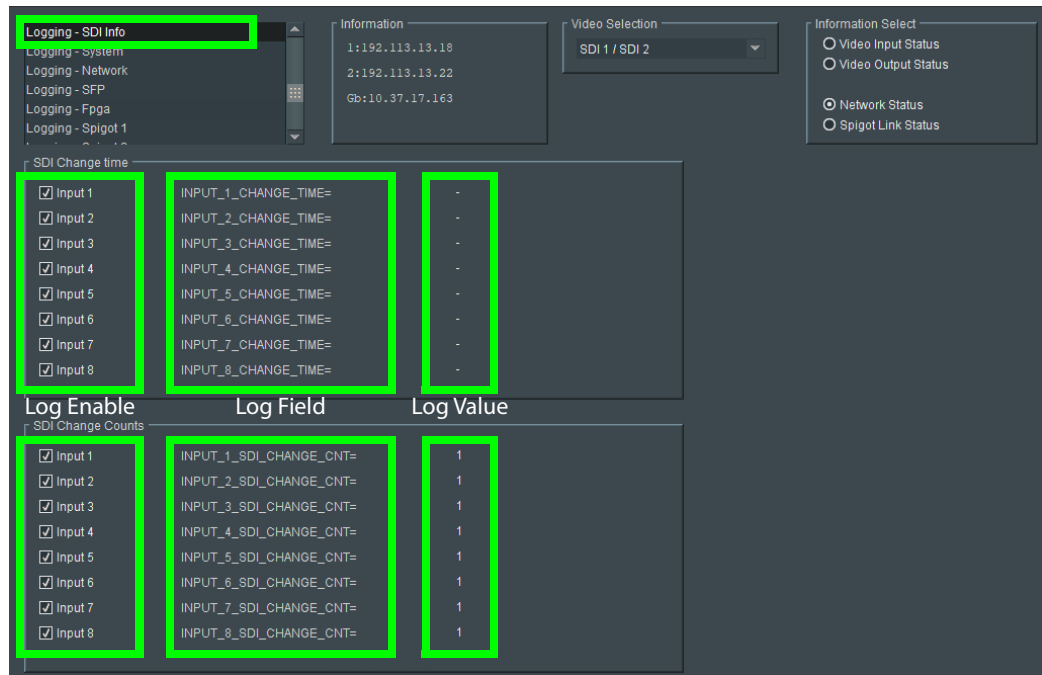 Logging - SDI Info
Logging - System
Logging - Network
Logging - SFP
Logging - Fpga
Logging - Spigot 1
Information
1:192.113.13.18
2:192.113.13.22
Gb:10.37.17.163
Video Selection
SDI 1 / SDI 2
Information Select
Video Input Status
Video Output Status
Network Status
Spigot Link Status
SDI Change time
Input 1 INPUT_1_CHANGE_TIME= -
Input 2 INPUT_2_CHANGE_TIME= -
Input 3 INPUT_3_CHANGE_TIME= -
Input 4 INPUT_4_CHANGE_TIME= -
Input 5 INPUT_5_CHANGE_TIME= -
Input 6 INPUT_6_CHANGE_TIME= -
Input 7 INPUT_7_CHANGE_TIME= -
Input 8 INPUT_8_CHANGE_TIME= -
Log Enable Log Field Log Value
SDI Change Counts
Input 1 INPUT_1_SDI_CHANGE_CNT= 1
Input 2 INPUT_2_SDI_CHANGE_CNT= 1
Input 3 INPUT_3_SDI_CHANGE_CNT= 1
Input 4 INPUT_4_SDI_CHANGE_CNT= 1
Input 5 INPUT_5_SDI_CHANGE_CNT= 1
Input 6 INPUT_6_SDI_CHANGE_CNT= 1
Input 7 INPUT_7_SDI_CHANGE_CNT= 1
Input 8 INPUT_8_SDI_CHANGE_CNT= 1